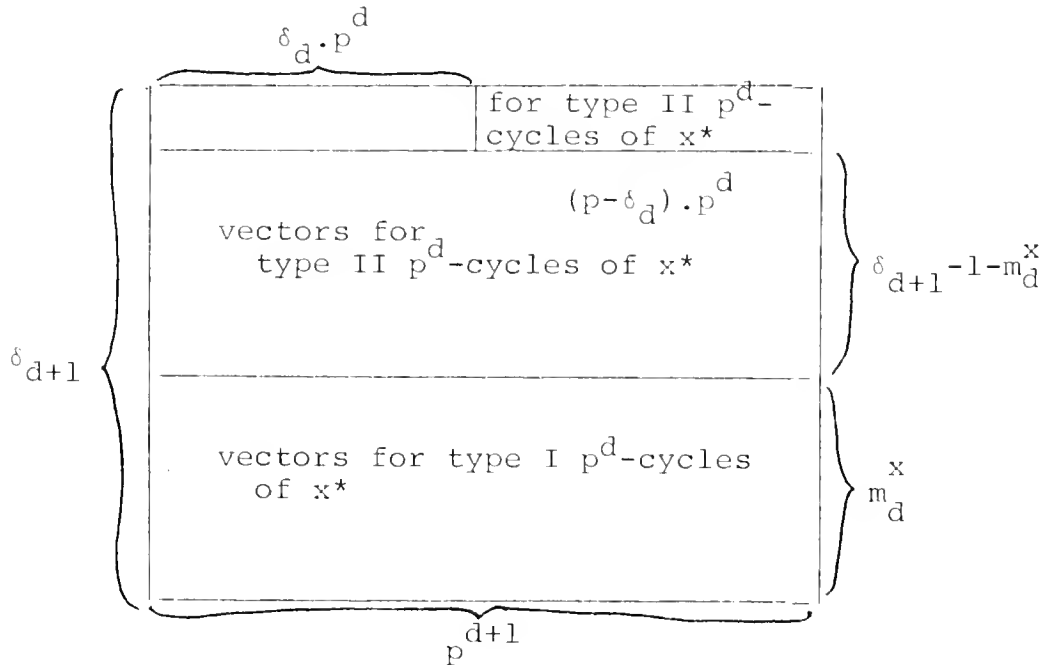 δ_d · p^d
for type II p^d-
cycles of x*
(p-δ_d).p^d
vectors for
type II p^d-cycles of x*
δ_{d+1}-1-m_d^x
δ_{d+1}
vectors for type I p^d-cycles
of x*
m_d^x
p^{d+1}